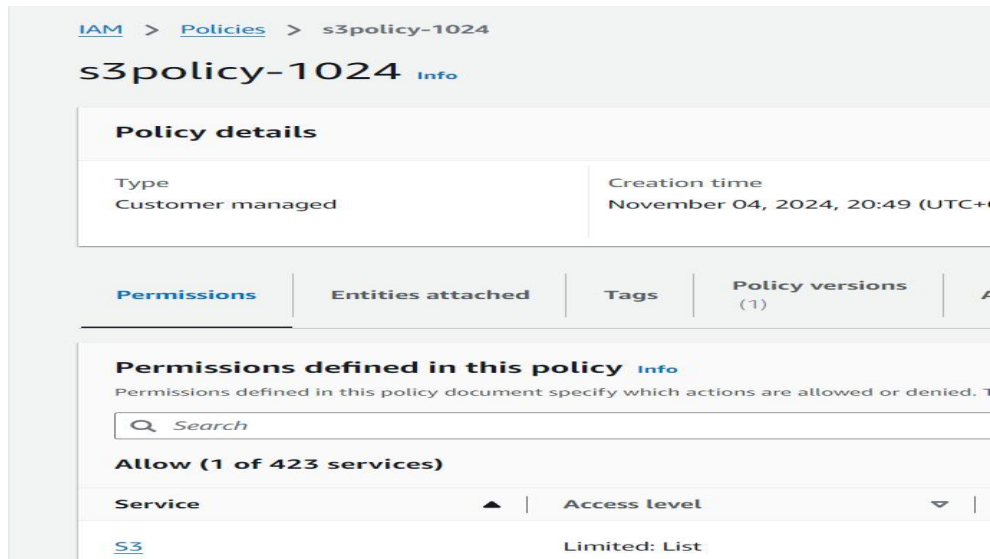 IAM > Policies > s3policy-1024
s3policy-1024 Info
Policy details
Type
Customer managed
Creation time
November 04, 2024, 20:49 (UTC+
Permissions
Entities attached
Tags
Policy versions
(1)
Permissions defined in this policy Info
Permissions defined in this policy document specify which actions are allowed or denied.
Search
Allow (1 of 423 services)
Service
Access level
S3
Limited: List